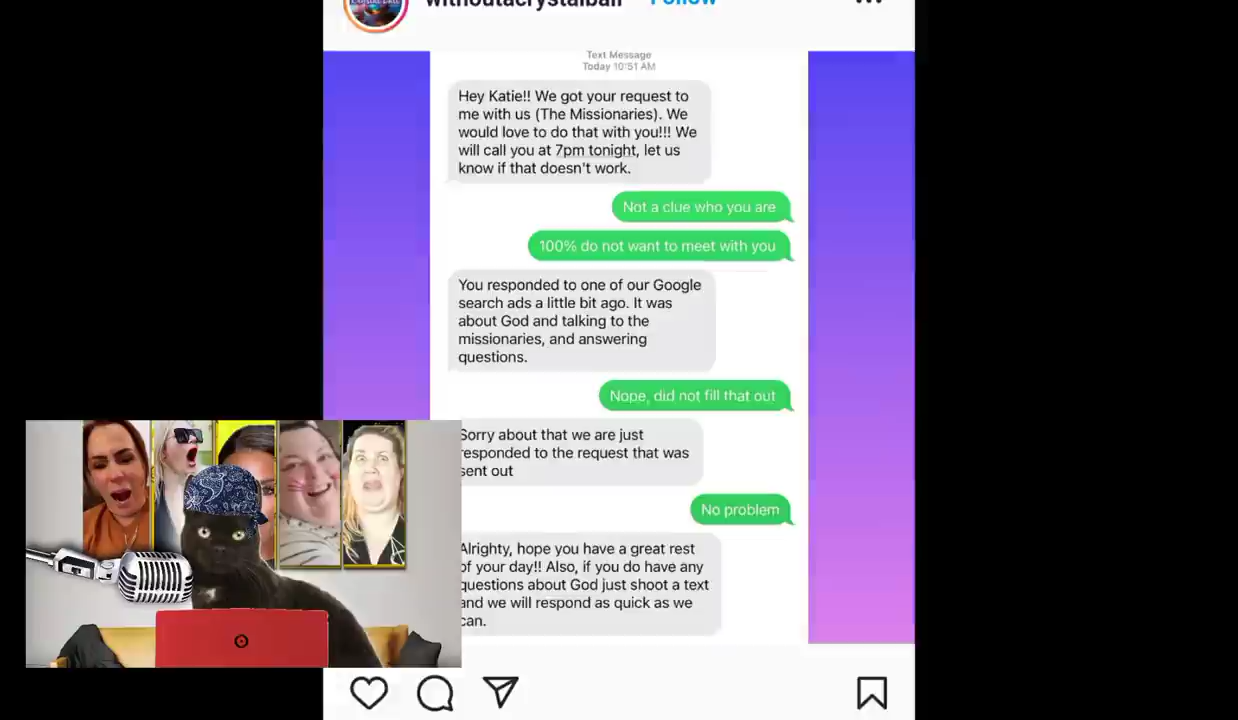 withoutacrystalball Follow
Text Message
Today 10:51 AM
Hey Katie!! We got your request to
me with us (The Missionaries). We
would love to do that with you!!! We
will call you at 7pm tonight, let us
know if that doesn't work.
Not a clue who you are
100% do not want to meet with you
You responded to one of our Google
search ads a little bit ago. It was
about God and talking to the
missionaries, and answering
questions.
Nope, did not fill that out
Sorry about that we are just
responded to the request that was
sent out
No problem
Alrighty, hope you have a great rest
of your day!! Also, if you do have any
questions about God just shoot a text
and we will respond as quick as we
can.